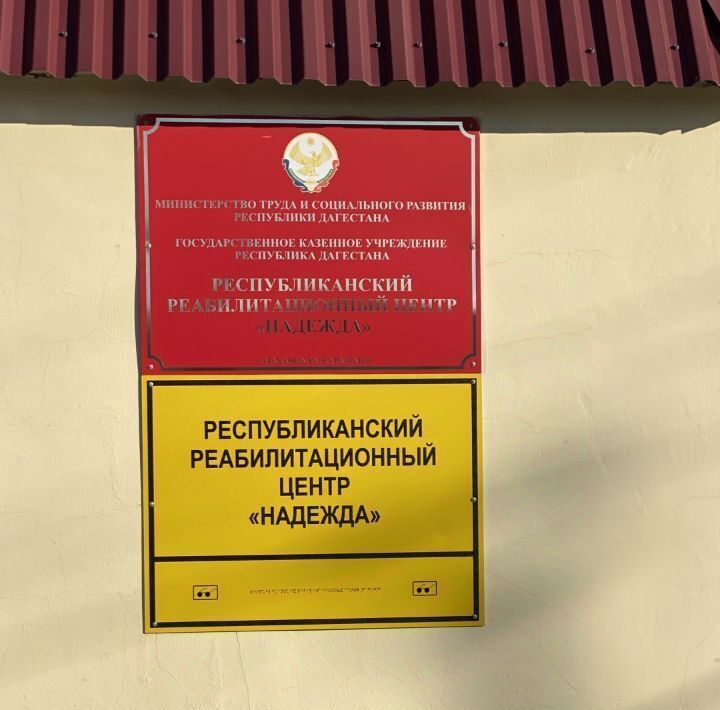 МИНИСТЕРСТВО ТРУДА И СОЦИАЛЬНОГО РАЗВИТИЯ
РЕСПУБЛИКИ ДАГЕСТАНА
ГОСУДАРСТВЕННОЕ КАЗЕННОЕ УЧРЕЖДЕНИЕ
РЕСПУБЛИКА ДАГЕСТАНА
РЕСПУБЛИКАНСКИЙ
РЕАБИЛИТАЦИОННЫЙ ЦЕНТР
«НАДЕЖДА»
РЕСПУБЛИКАНСКИЙ
РЕАБИЛИТАЦИОННЫЙ
ЦЕНТР
«НАДЕЖДА»